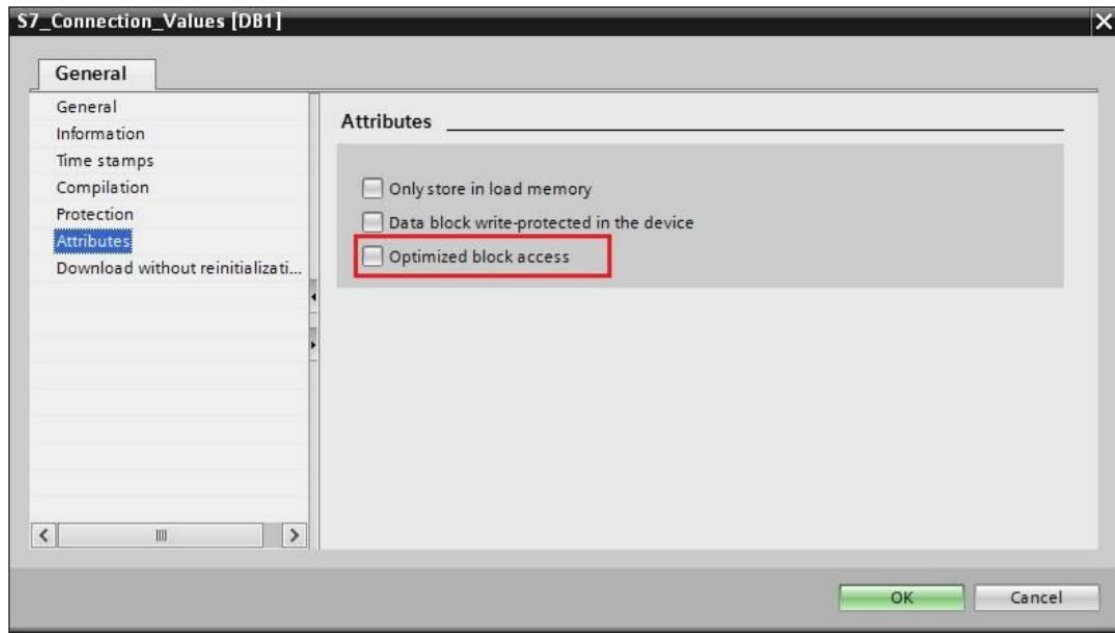 S7_Connection_Values [DB1]
General
General
Information
Time stamps
Compilation
Protection
Attributes
Download without reinitializati...
Attributes
Only store in load memory
Data block write-protected in the device
Optimized block access
OK
Cancel